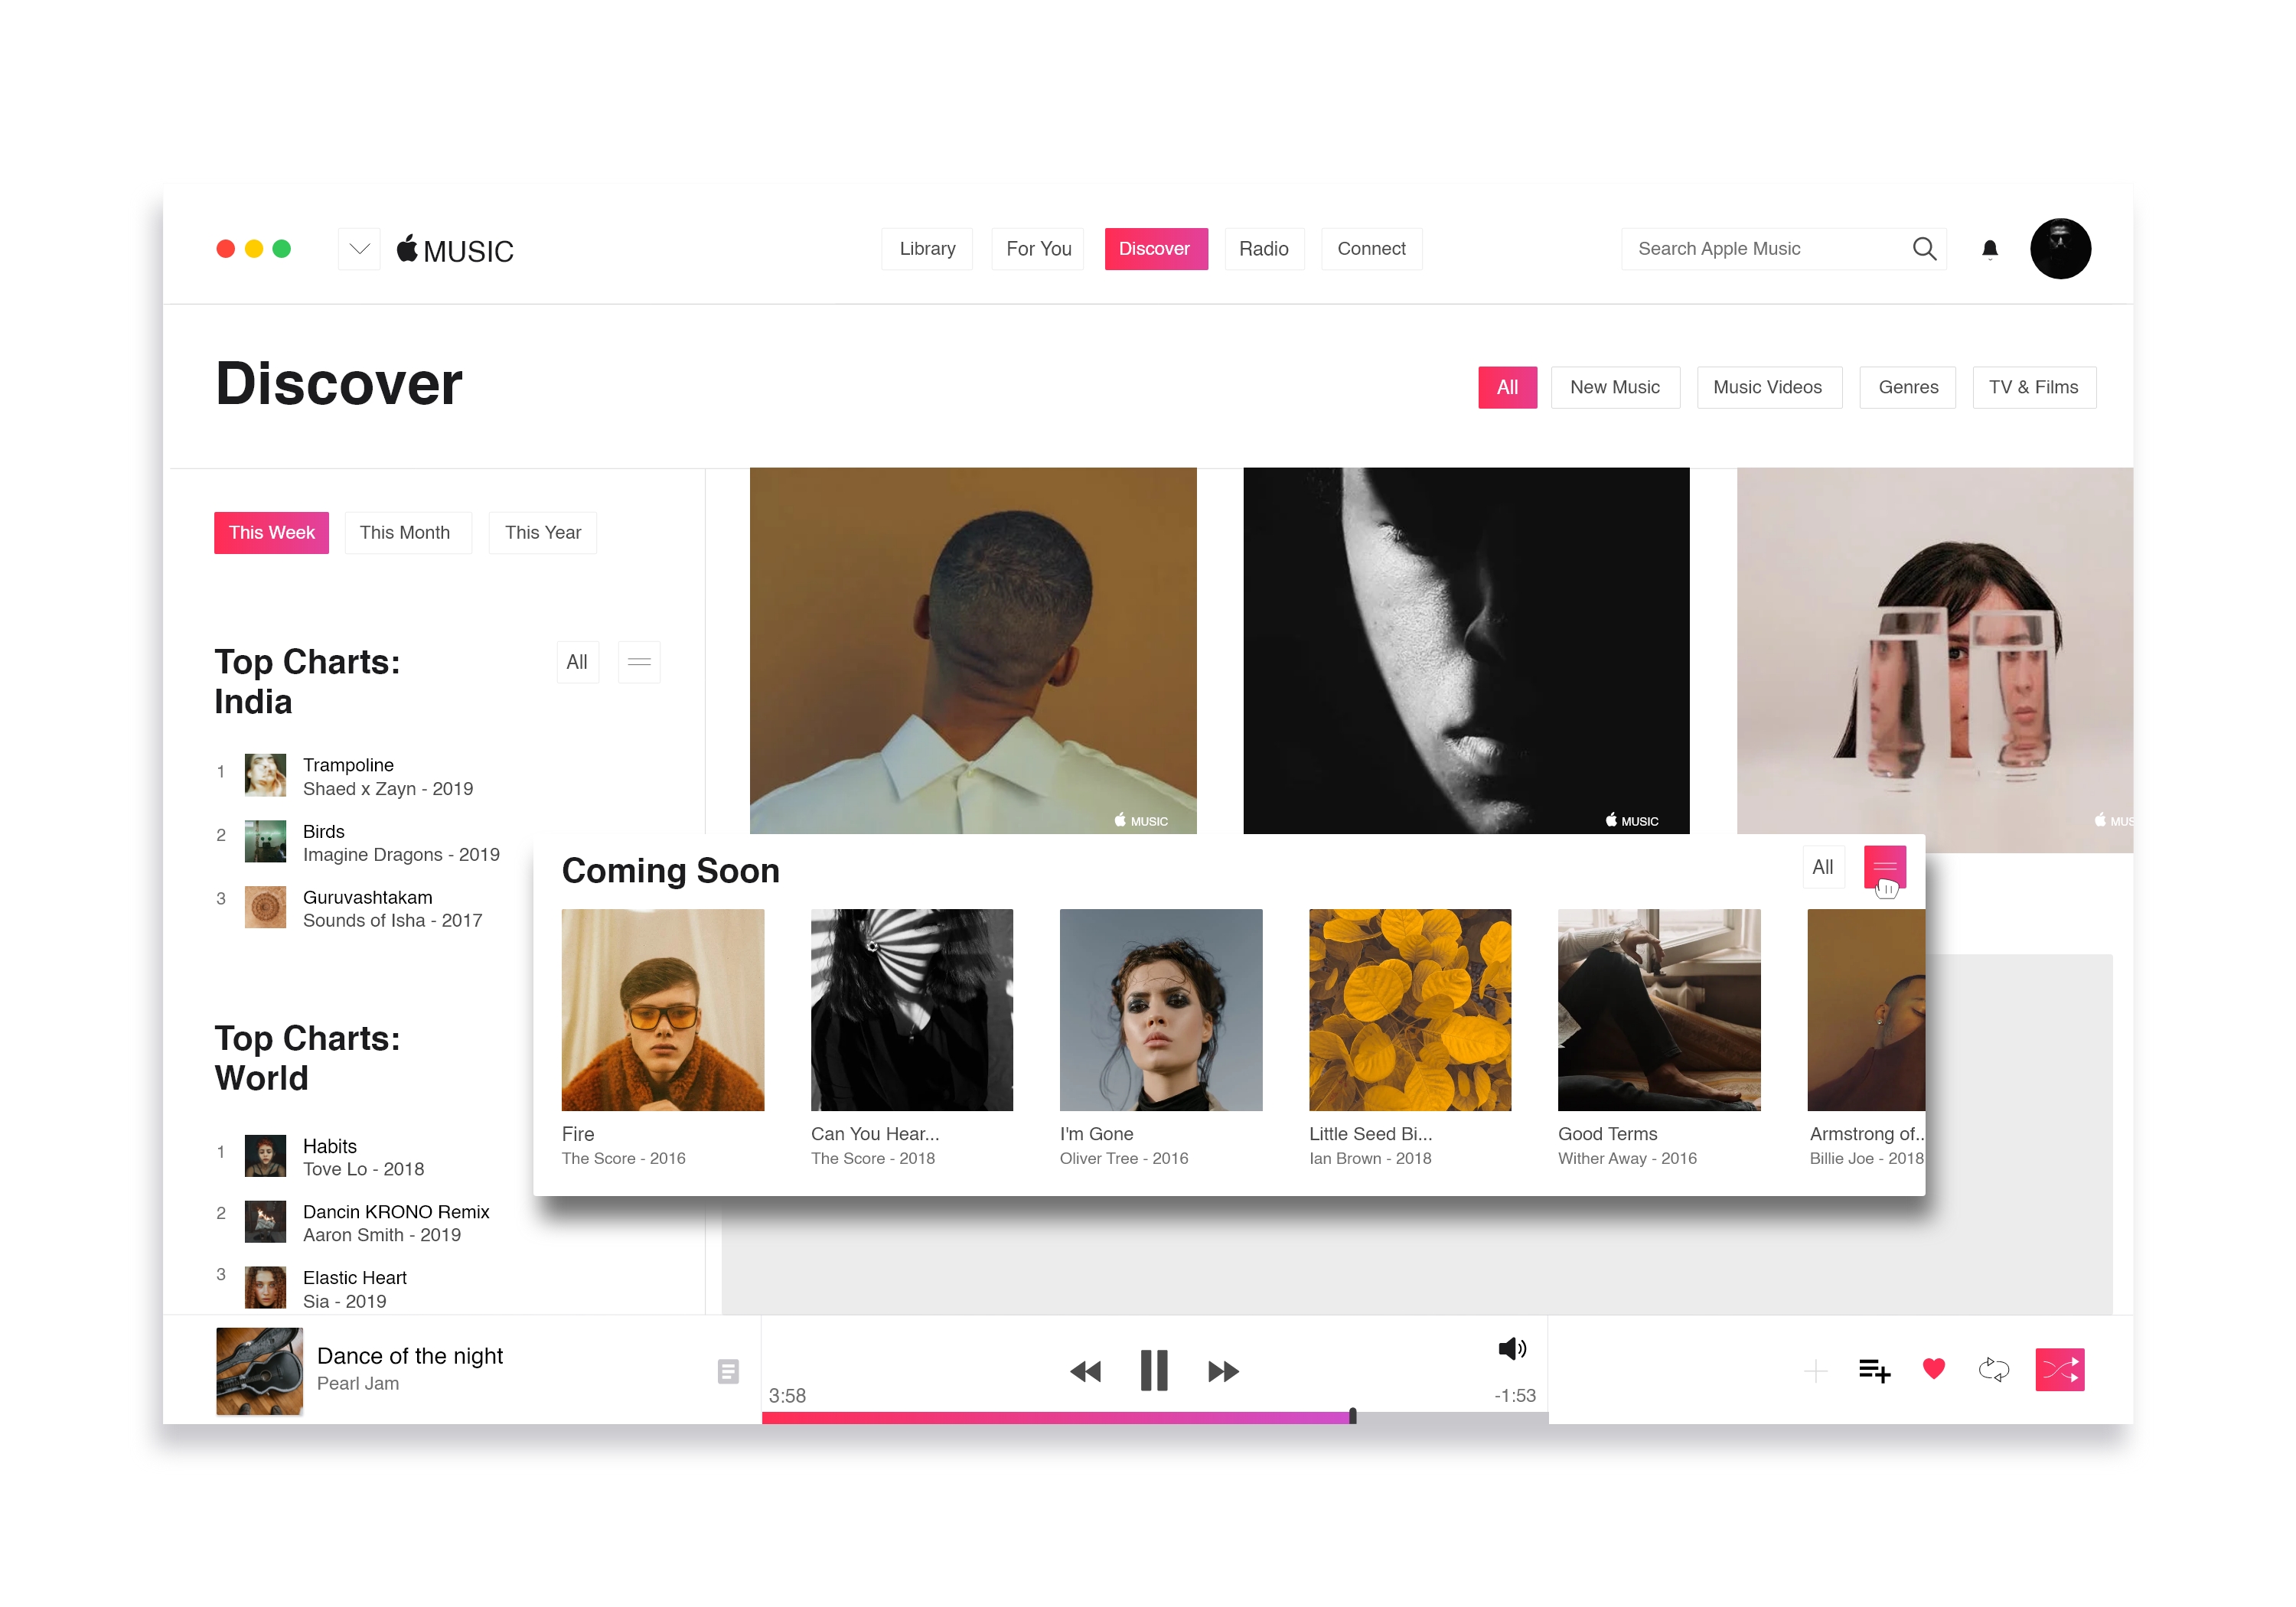 MUSIC
Library
For You
Discover
Radio
Connect
Search Apple Music
Discover
All
New Music
Music Videos
Genres
TV & Films
This Week
This Month
This Year
Top Charts:
India
All
1
Trampoline
Shaed x Zayn - 2019
2
Birds
Imagine Dragons - 2019
3
Guruvashtakam
Sounds of Isha - 2017
Top Charts:
World
1
Habits
Tove Lo - 2018
2
Dancin KRONO Remix
Aaron Smith - 2019
3
Elastic Heart
Sia - 2019
MUSIC
MUSIC
MUS
Coming Soon
All
Fire
The Score - 2016
Can You Hear...
The Score - 2018
I'm Gone
Oliver Tree - 2016
Little Seed Bi...
Ian Brown - 2018
Good Terms
Wither Away - 2016
Armstrong of..
Billie Joe - 2018
Dance of the night
Pearl Jam
3:58
-1:53